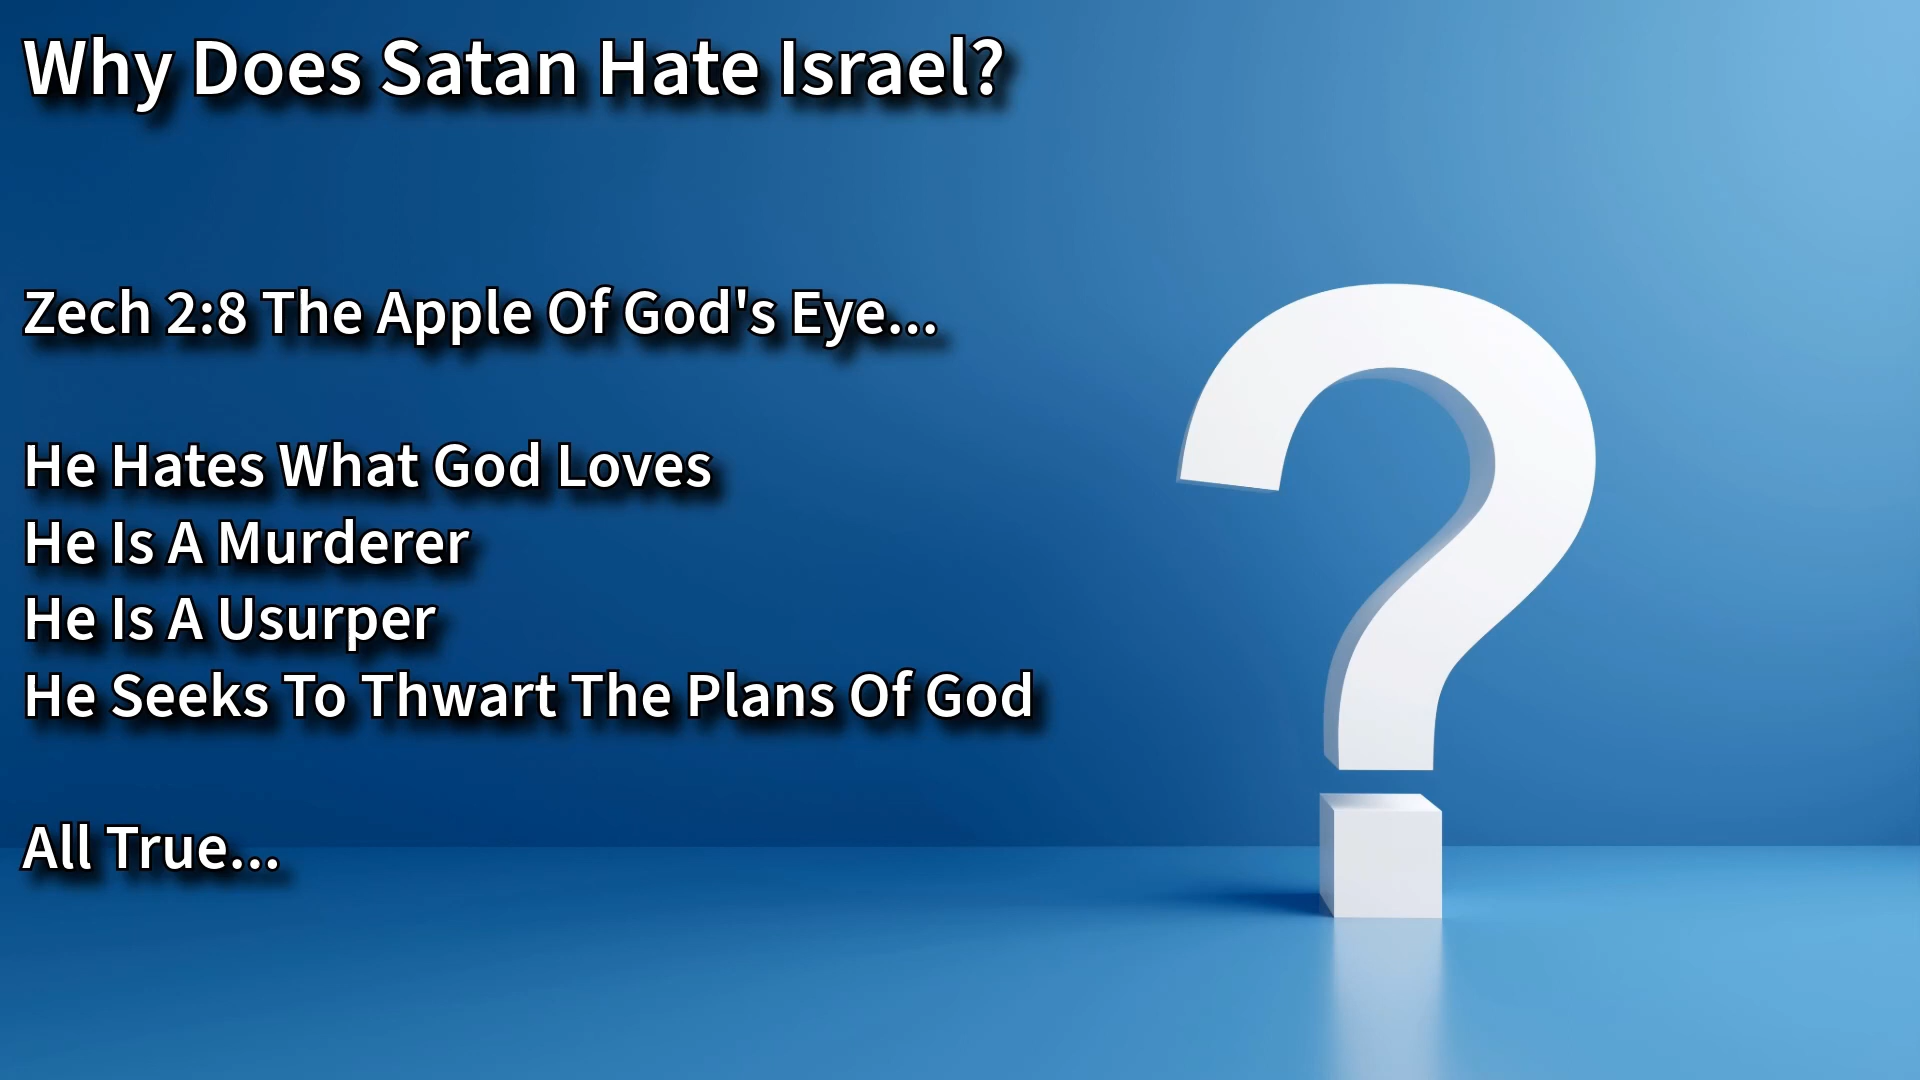 Why Does Satan Hate Israel?
Zech 2:8 The Apple Of God's Eye...
He Hates What God Loves
He Is A Murderer
He Is A Usurper
He Seeks To Thwart The Plans Of God
All True...